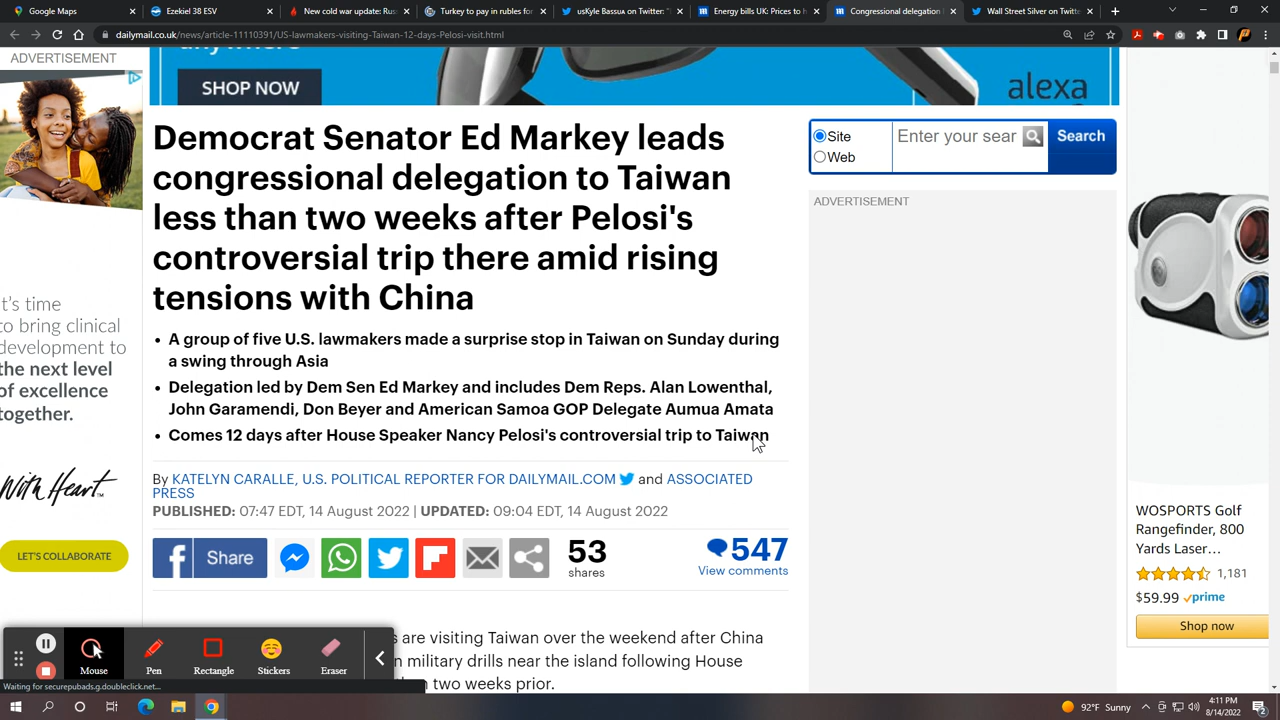 Ezekiel 38 ESV
New cold war nuke: Rus
Turkey to pay rubles fo
usKyle Bassus on Twitter: "
Energy bills UK: How to
Congressional delegation
Wall Street Silver on Twitte
dailymail.co.uk/news/article-11110391/US-lawmakers-visiting-Taiwan-12-days-Pelosi-visit.html
ADVERTISEMENT
anywhere
SHOP NOW
alexa
Democrat Senator Ed Markey leads
congressional delegation to Taiwan
less than two weeks after Pelosi's
controversial trip there amid rising
tensions with China
Site
Web
Enter your sear
Search
ADVERTISEMENT
• A group of five U.S. lawmakers made a surprise stop in Taiwan on Sunday during
a swing through Asia
• Delegation led by Dem Sen Ed Markey and includes Dem Reps. Alan Lowenthal,
John Garamendi, Don Beyer and American Samoa GOP Delegate Aumua Amata
• Comes 12 days after House Speaker Nancy Pelosi's controversial trip to Taiwan
By KATELYN CARALLE, U.S. POLITICAL REPORTER FOR DAILYMAIL.COM and ASSOCIATED
PRESS
PUBLISHED: 07:47 EDT, 14 August 2022 | UPDATED: 09:04 EDT, 14 August 2022
f Share
53
shares
547
View comments
s are visiting Taiwan over the weekend after China
n military drills near the island following House
n two weeks prior.
It's time
to bring clinical
development to
the next level
of excellence
together.
With Heart™
LET'S COLLABORATE
WOSPORTS Golf
Rangefinder, 800
Yards Laser...
1,181
$59.99 prime
Shop now
Mouse
Pen
Rectangle
Stickers
Eraser
Waiting for securepubads.g.doubleclick.net...
92°F Sunny
4:11 PM
8/14/2022
2